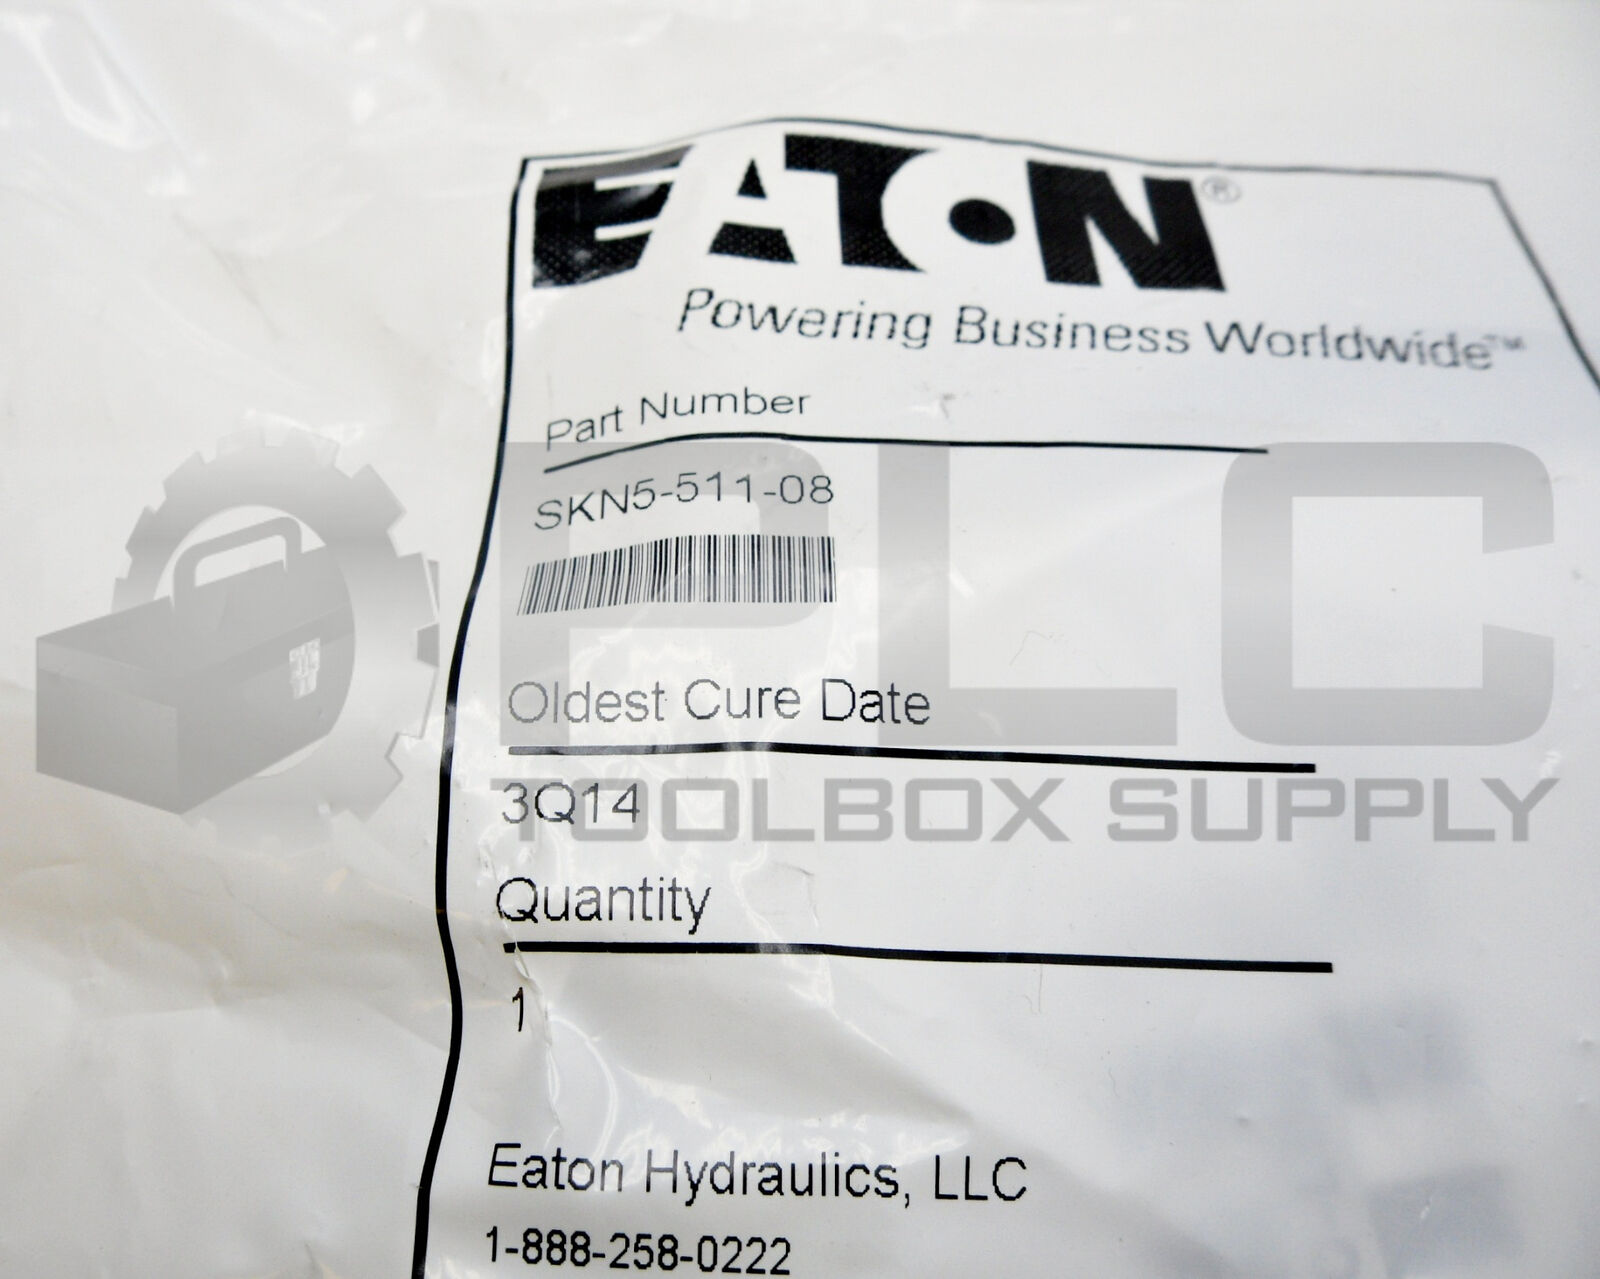 EATON®
Powering Business Worldwide™
Part Number
SKN5-511-08
Oldest Cure Date
3Q14
Quantity
1
Eaton Hydraulics, LLC
1-888-258-0222
PLC
TOOLBOX SUPPLY